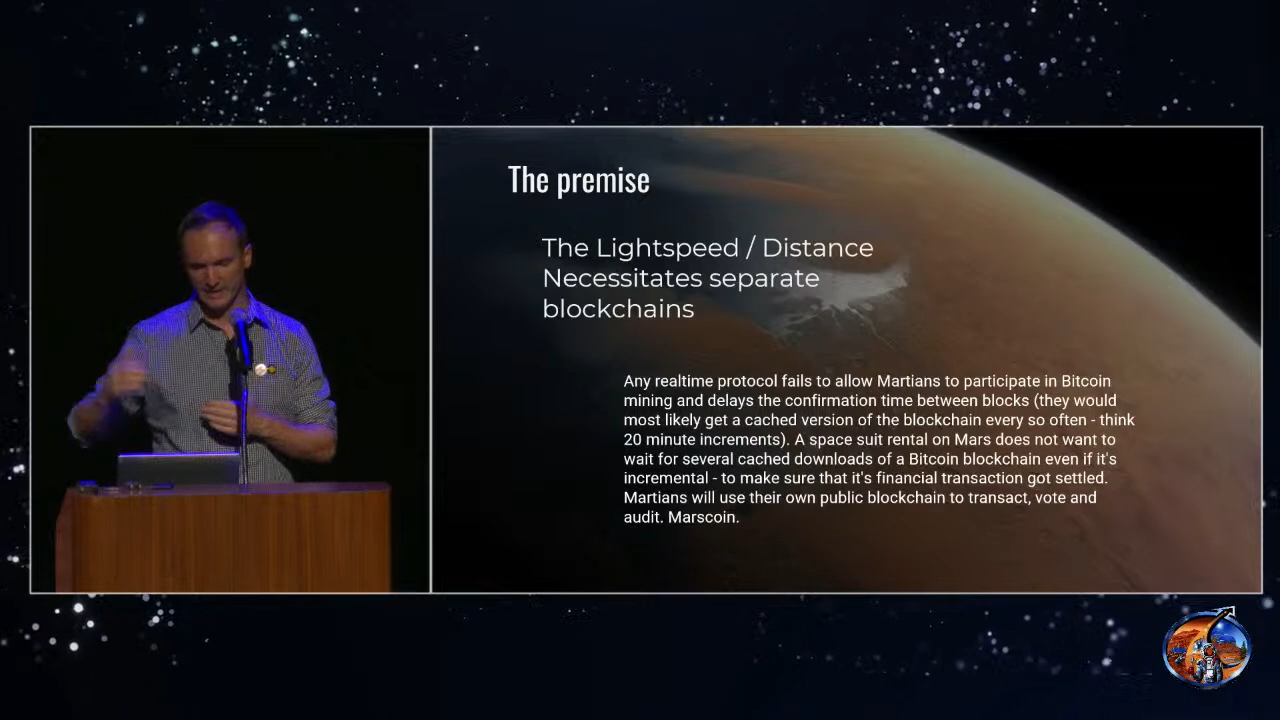 The premise
The Lightspeed / Distance
Necessitates separate
blockchains
Any realtime protocol fails to allow Martians to participate in Bitcoin
mining and delays the confirmation time between blocks (they would
most likely get a cached version of the blockchain every so often - think
20 minute increments). A space suit rental on Mars does not want to
wait for several cached downloads of a Bitcoin blockchain even if it's
incremental - to make sure that it's financial transaction got settled.
Martians will use their own public blockchain to transact, vote and
audit. Marscoin.